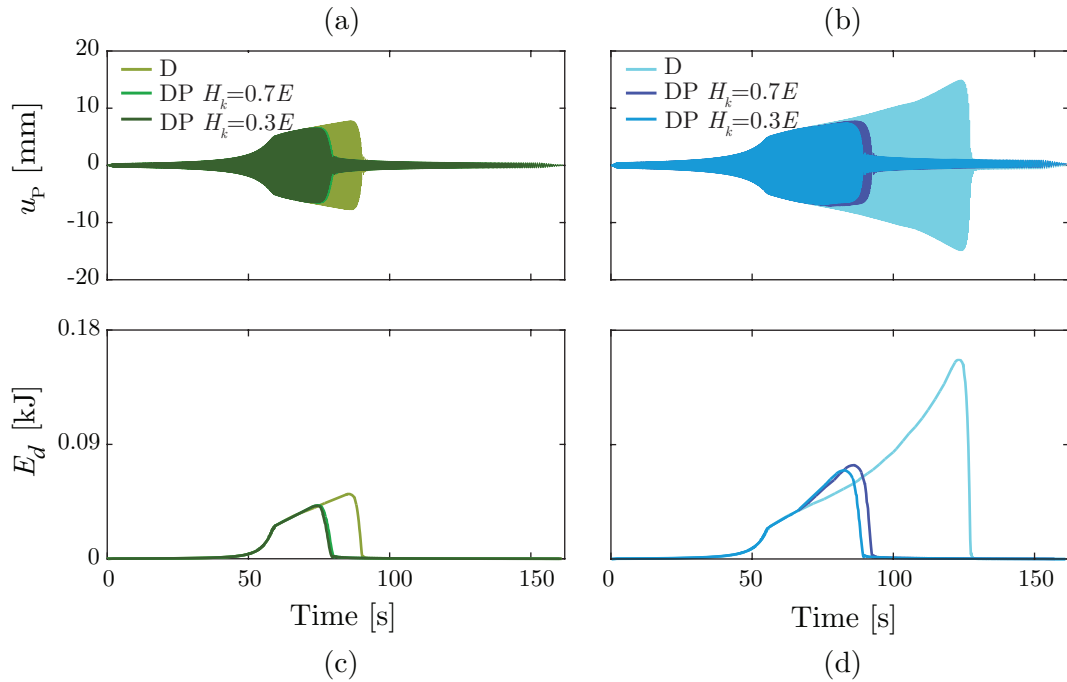 (a)
(b)
20
10
0
-10
-20
u_P [mm]
D
DP H_k=0.7E
DP H_k=0.3E
D
DP H_k=0.7E
DP H_k=0.3E
0.18
0.09
0
E_d [kJ]
0 50 100 150
0 50 100 150
Time [s]
Time [s]
(c)
(d)